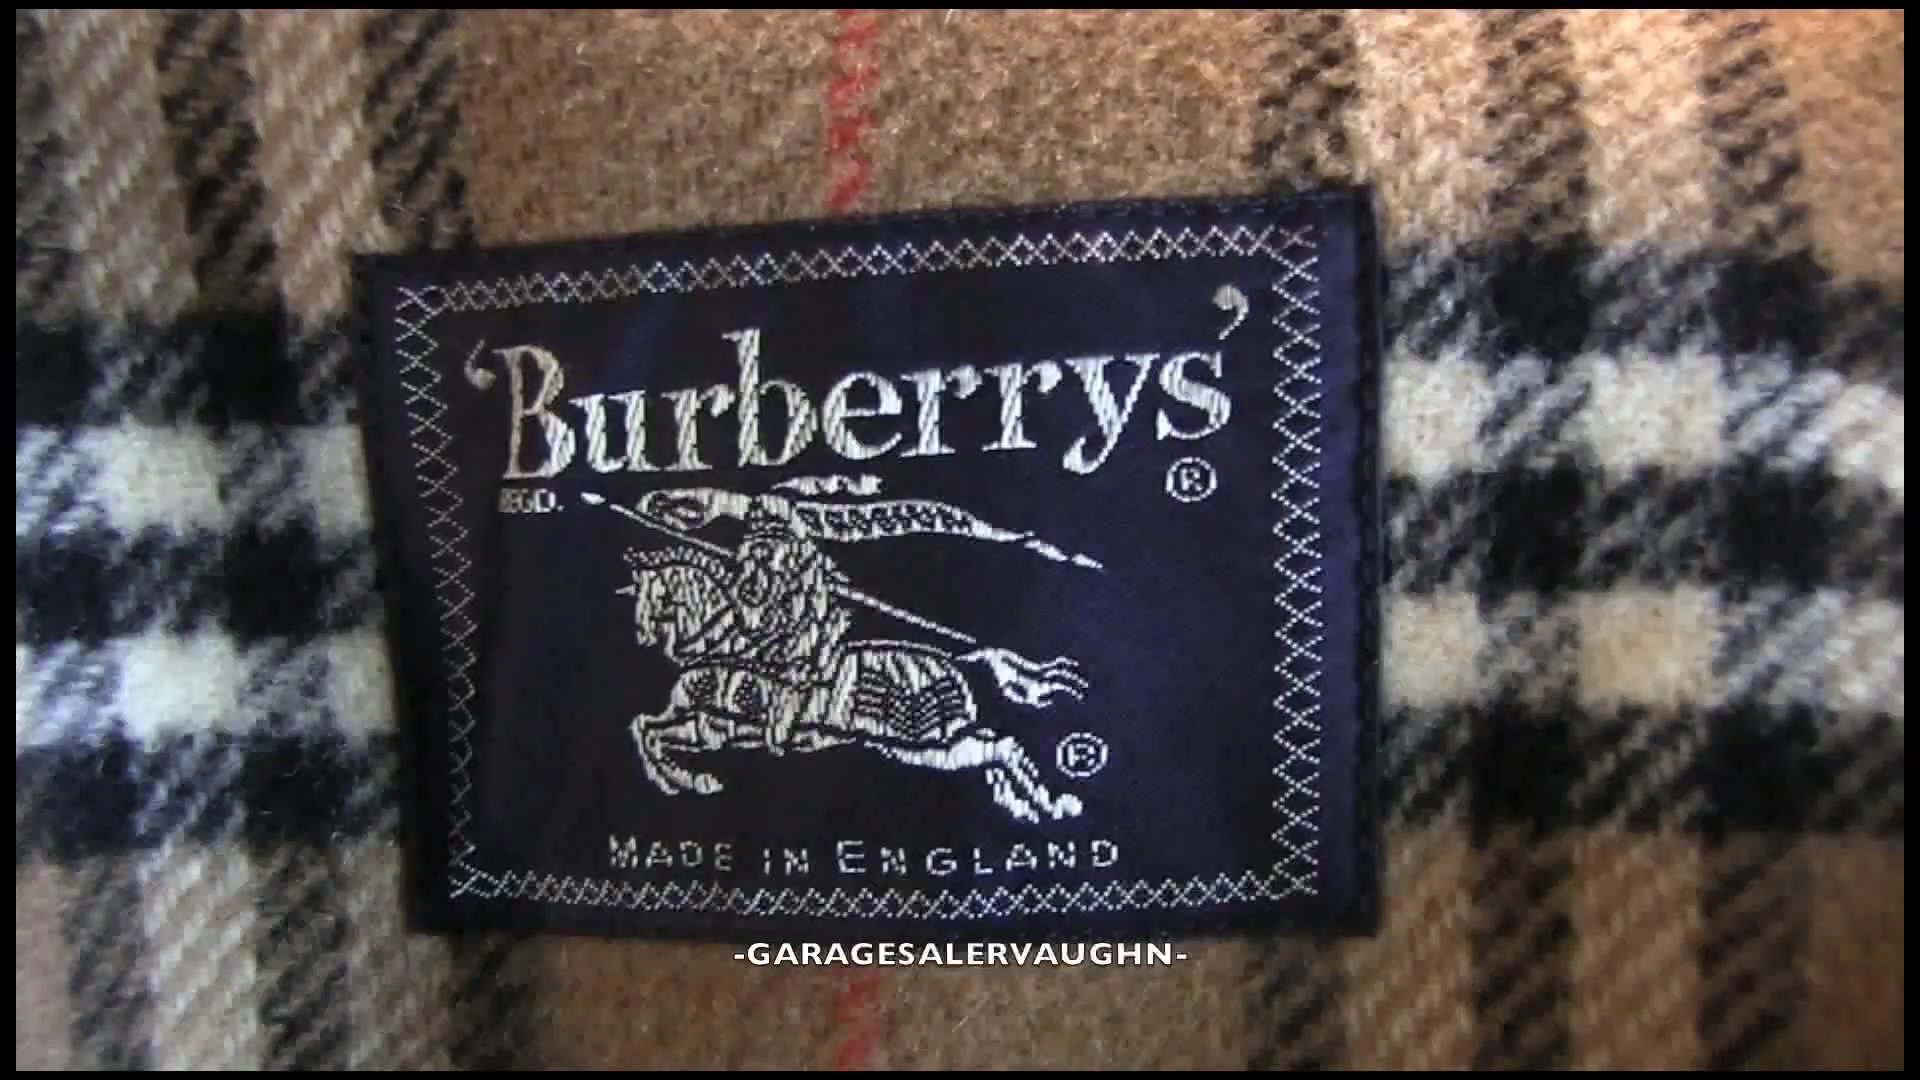 ‘Burberrys’
®
REGD.
®
MADE IN ENGLAND
-GARAGESALERVAUGHN-